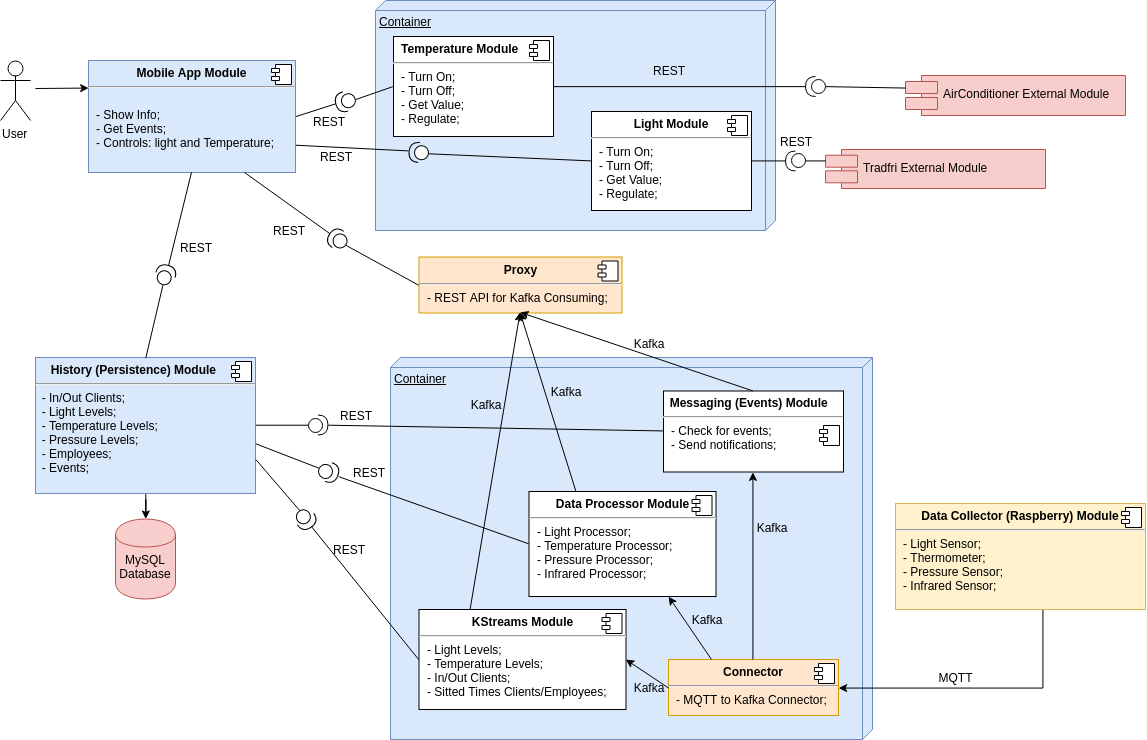 Container
Temperature Module
- Turn On;
- Turn Off;
- Get Value;
- Regulate;
Mobile App Module
- Show Info;
- Get Events;
- Controls: light and Temperature;
User
REST
REST
REST
AirConditioner External Module
Light Module
- Turn On;
- Turn Off;
- Get Value;
- Regulate;
REST
Tradfri External Module
REST
REST
Proxy
- REST API for Kafka Consuming;
Kafka
Kafka
Kafka
History (Persistence) Module
- In/Out Clients;
- Light Levels;
- Temperature Levels;
- Pressure Levels;
- Employees;
- Events;
MySQL
Database
Container
REST
REST
REST
Messaging (Events) Module
- Check for events;
- Send notifications;
Data Processor Module
- Light Processor;
- Temperature Processor;
- Pressure Processor;
- Infrared Processor;
Kafka
Data Collector (Raspberry) Module
- Light Sensor;
- Thermometer;
- Pressure Sensor;
- Infrared Sensor;
KStreams Module
- Light Levels;
- Temperature Levels;
- In/Out Clients;
- Sitted Times Clients/Employees;
Kafka
Kafka
Connector
- MQTT to Kafka Connector;
MQTT